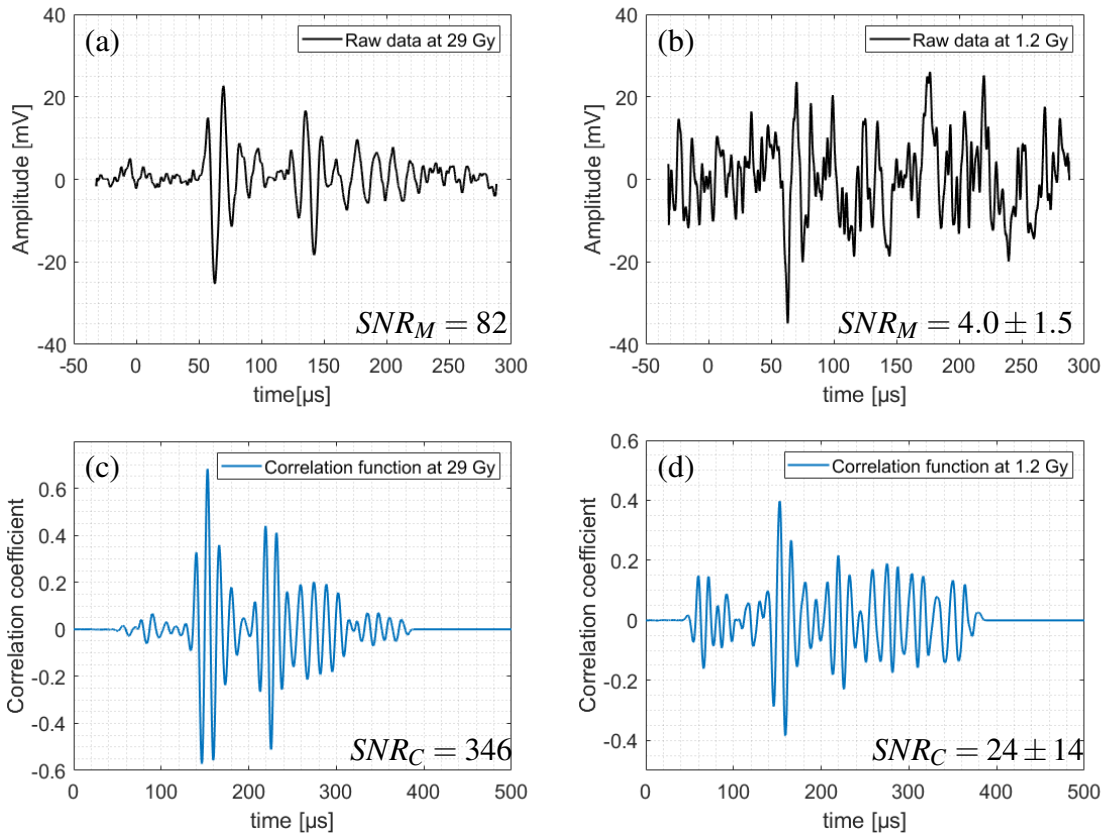 (a)
Raw data at 29 Gy
Amplitude [mV]
40
20
0
-20
-40
SNR_M = 82
-50 0 50 100 150 200 250 300
time[µs]
(b)
Raw data at 1.2 Gy
Amplitude [mV]
40
20
0
-20
-40
SNR_M = 4.0 ± 1.5
-50 0 50 100 150 200 250 300
time [µs]
(c)
Correlation function at 29 Gy
Correlation coefficient
0.6
0.4
0.2
0
-0.2
-0.4
-0.6
SNR_C = 346
0 100 200 300 400 500
time [µs]
(d)
Correlation function at 1.2 Gy
Correlation coefficient
0.6
0.4
0.2
0
-0.2
-0.4
SNR_C = 24 ± 14
0 100 200 300 400 500
time [µs]